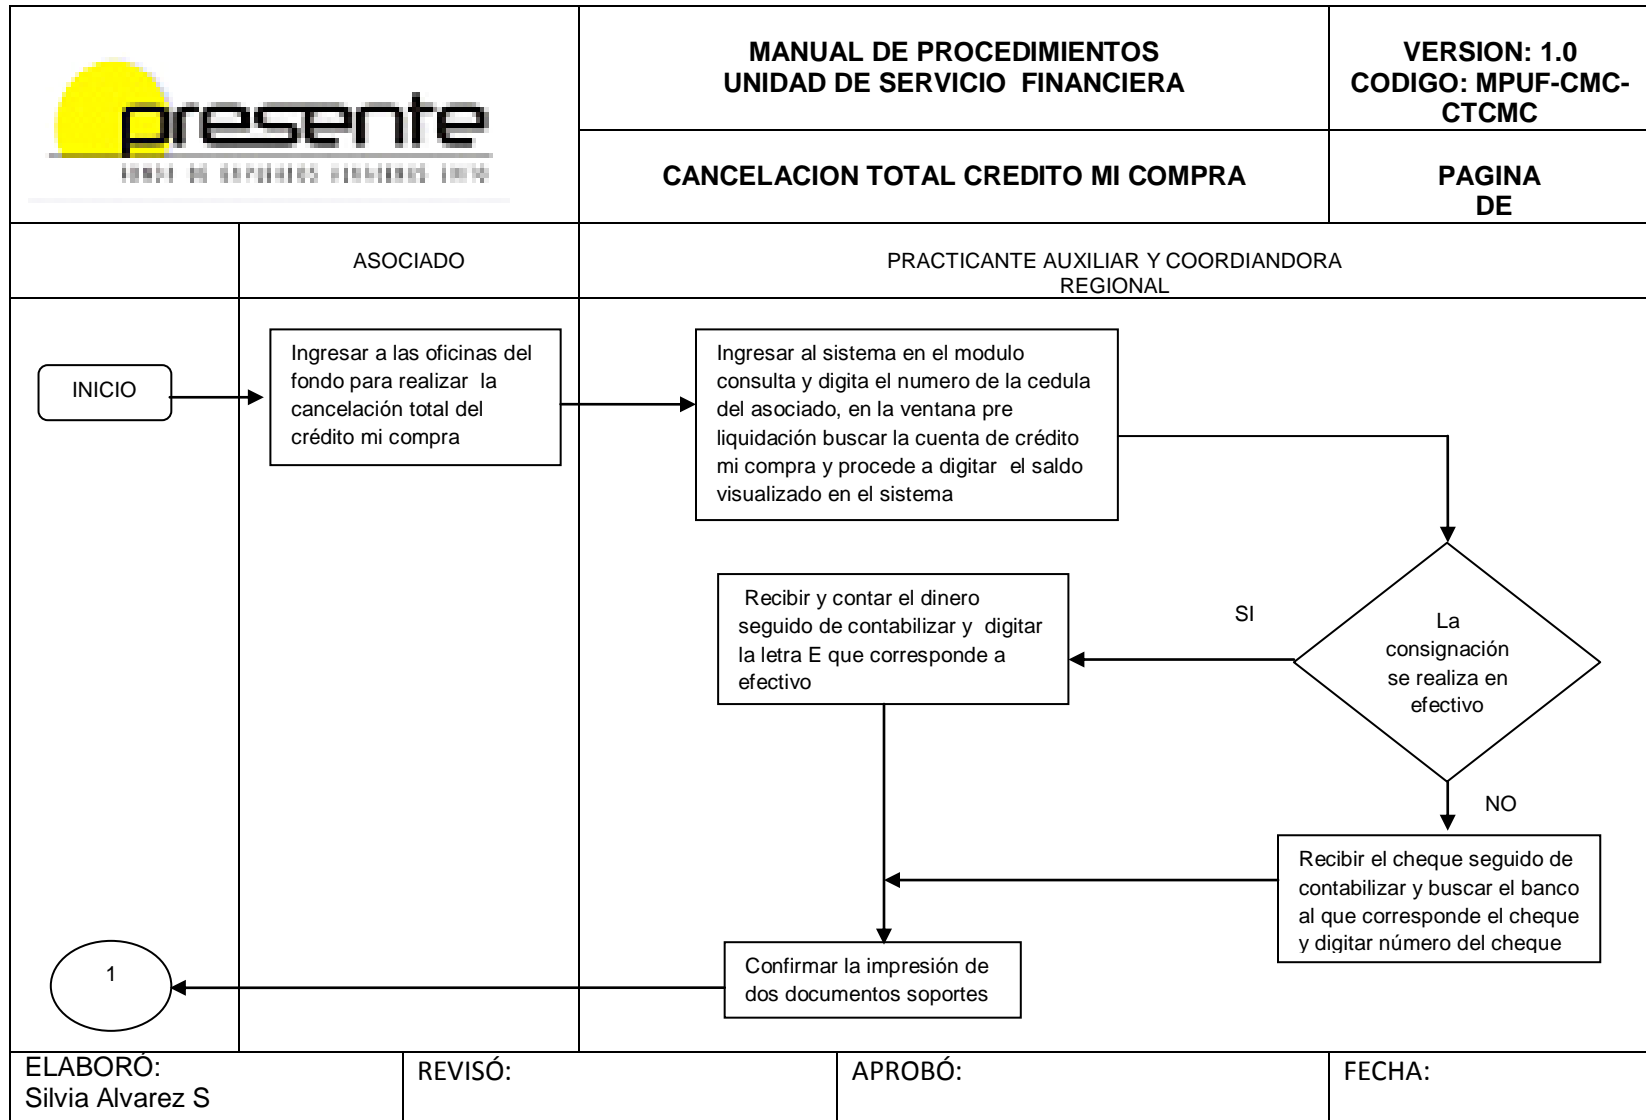 presente
MANUAL DE PROCEDIMIENTOS
UNIDAD DE SERVICIO FINANCIERA
VERSION: 1.0
CODIGO: MPUF-CMC-
CTCMC
CANCELACION TOTAL CREDITO MI COMPRA
PAGINA
DE
ASOCIADO
PRACTICANTE AUXILIAR Y COORDIANDORA
REGIONAL
INICIO
Ingresar a las oficinas del
fondo para realizar la
cancelación total del
crédito mi compra
Ingresar al sistema en el modulo
consulta y digita el numero de la cedula
del asociado, en la ventana pre
liquidación buscar la cuenta de crédito
mi compra y procede a digitar el saldo
visualizado en el sistema
La
consignación
se realiza en
efectivo
SI
Recibir y contar el dinero
seguido de contabilizar y digitar
la letra E que corresponde a
efectivo
NO
Recibir el cheque seguido de
contabilizar y buscar el banco
al que corresponde el cheque
y digitar número del cheque
Confirmar la impresión de
dos documentos soportes
1
ELABORÓ:
Silvia Alvarez S
REVISÓ:
APROBÓ:
FECHA: